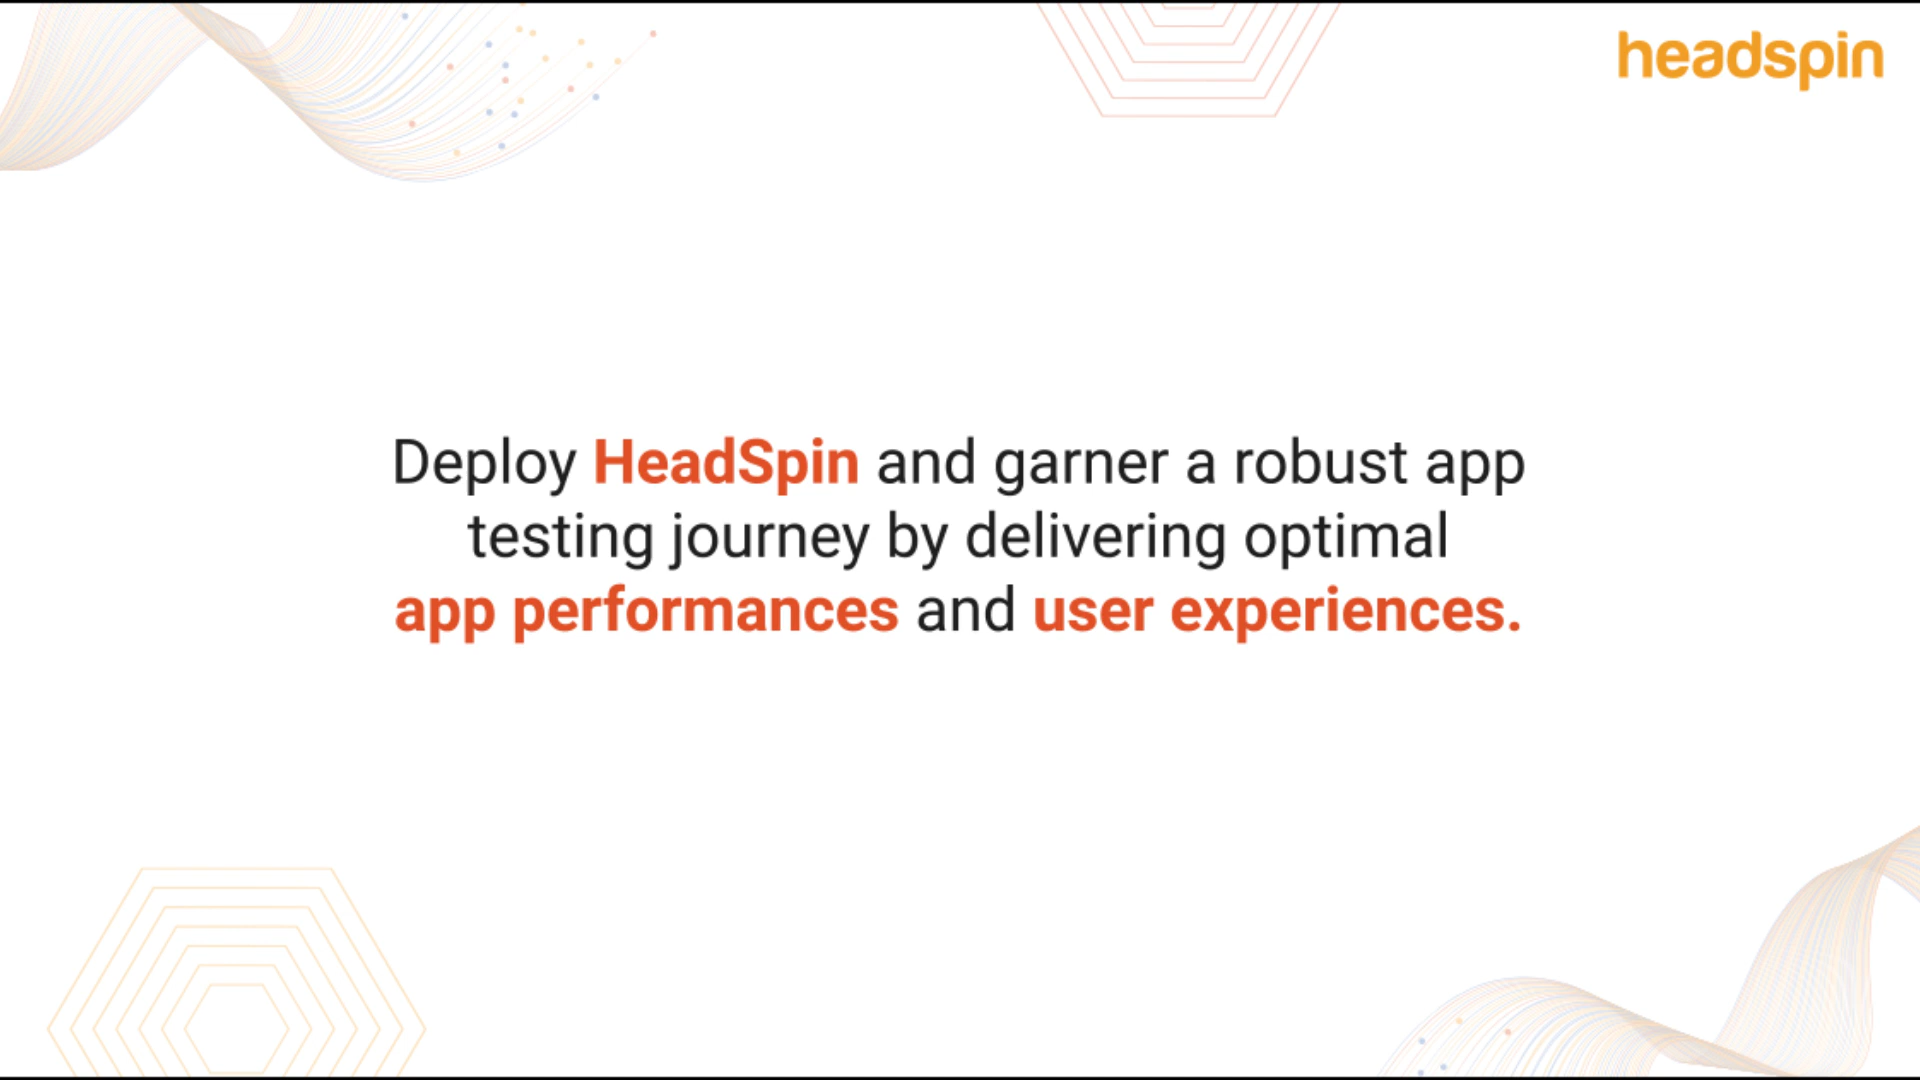 headspin
Deploy HeadSpin and garner a robust app
testing journey by delivering optimal
app performances and user experiences.